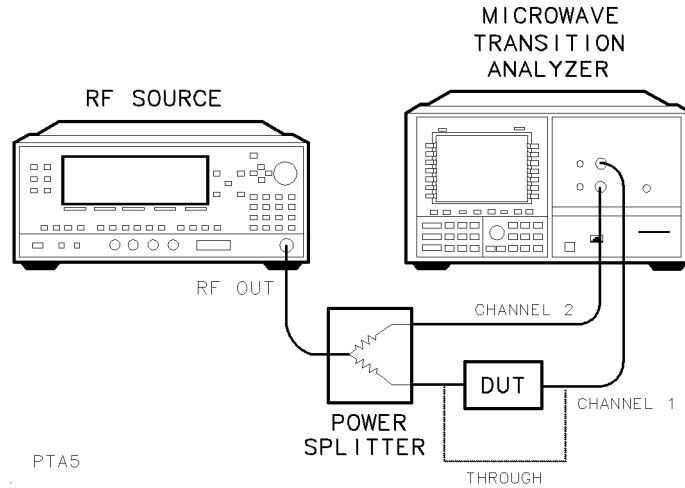 MICROWAVE
TRANSITION
ANALYZER
RF SOURCE
RF OUT
CHANNEL 2
DUT
CHANNEL 1
POWER
SPLITTER
PTA5
THROUGH